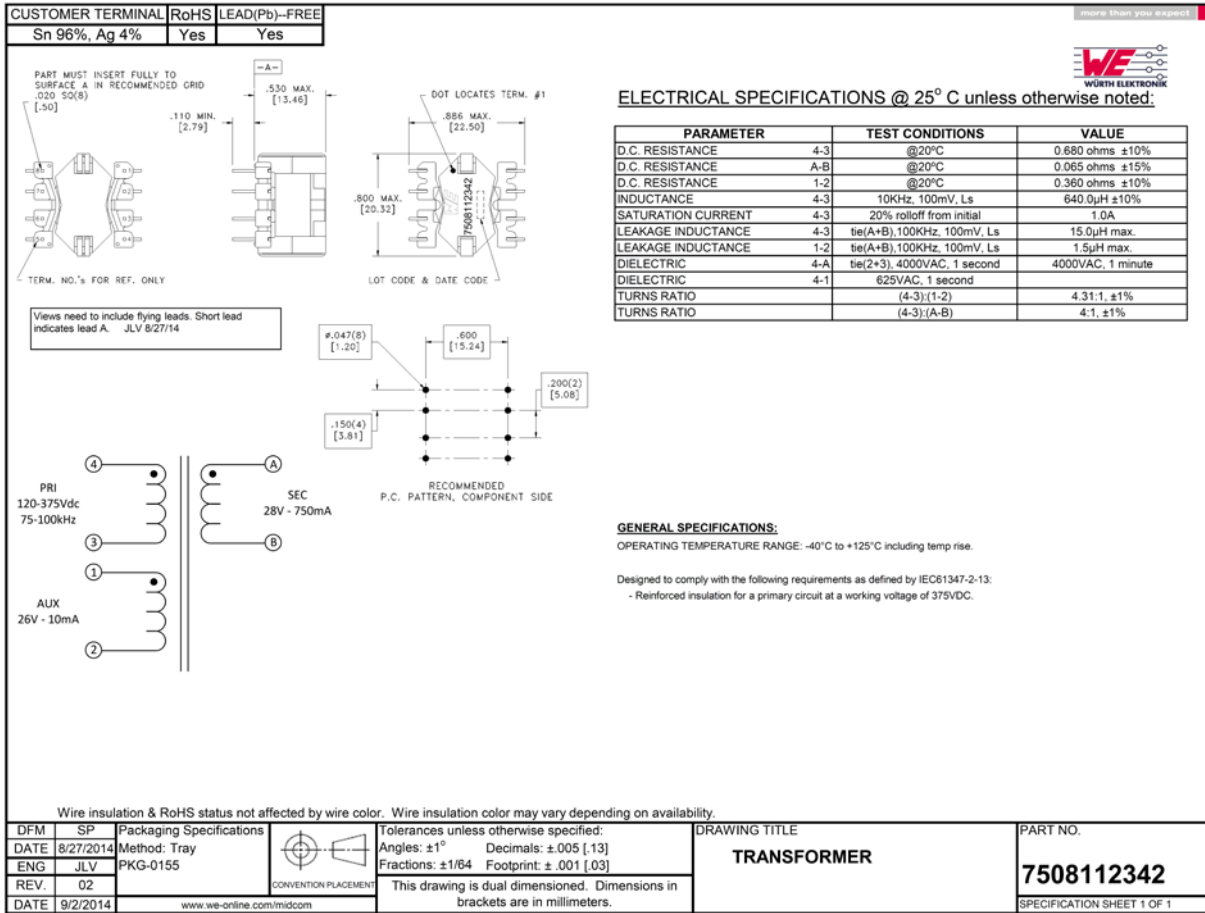 CUSTOMER TERMINAL RoHS LEAD(Pb)--FREE
Sn 96%, Ag 4% Yes Yes
more than you expect
WE
WÜRTH ELEKTRONIK
PART MUST INSERT FULLY TO
SURFACE A IN RECOMMENDED GRID
.020 SQ(8)
[.50]
-A-
.530 MAX.
[13.46]
.110 MIN.
[2.79]
DOT LOCATES TERM. #1
.886 MAX.
[22.50]
.800 MAX.
[20.32]
8 1
7 2
6 3
5 4
WE
7508112342
TERM. NO.'s FOR REF. ONLY
LOT CODE & DATE CODE
Views need to include flying leads. Short lead
indicates lead A. JLV 8/27/14
ø.047(8)
[1.20]
.600
[15.24]
.200(2)
[5.08]
.150(4)
[3.81]
RECOMMENDED
P.C. PATTERN, COMPONENT SIDE
4
PRI
120-375Vdc
75-100kHz
3
A
SEC
28V - 750mA
B
1
AUX
26V - 10mA
2
ELECTRICAL SPECIFICATIONS @ 25° C unless otherwise noted:
PARAMETER TEST CONDITIONS VALUE
D.C. RESISTANCE 4-3 @20ºC 0.680 ohms ±10%
D.C. RESISTANCE A-B @20ºC 0.065 ohms ±15%
D.C. RESISTANCE 1-2 @20ºC 0.360 ohms ±10%
INDUCTANCE 4-3 10KHz, 100mV, Ls 640.0µH ±10%
SATURATION CURRENT 4-3 20% rolloff from initial 1.0A
LEAKAGE INDUCTANCE 4-3 tie(A+B),100KHz, 100mV, Ls 15.0µH max.
LEAKAGE INDUCTANCE 1-2 tie(A+B),100KHz, 100mV, Ls 1.5µH max.
DIELECTRIC 4-A tie(2+3), 4000VAC, 1 second 4000VAC, 1 minute
DIELECTRIC 4-1 625VAC, 1 second
TURNS RATIO (4-3):(1-2) 4.31:1, ±1%
TURNS RATIO (4-3):(A-B) 4:1, ±1%
GENERAL SPECIFICATIONS:
OPERATING TEMPERATURE RANGE: -40°C to +125°C including temp rise.
Designed to comply with the following requirements as defined by IEC61347-2-13:
- Reinforced insulation for a primary circuit at a working voltage of 375VDC.
Wire insulation & RoHS status not affected by wire color. Wire insulation color may vary depending on availability.
DFM SP
DATE 8/27/2014
ENG JLV
REV. 02
DATE 9/2/2014
Packaging Specifications
Method: Tray
PKG-0155
www.we-online.com/midcom
CONVENTION PLACEMENT
Tolerances unless otherwise specified:
Angles: ±1° Decimals: ±.005 [.13]
Fractions: ±1/64 Footprint: ± .001 [.03]
This drawing is dual dimensioned. Dimensions in
brackets are in millimeters.
DRAWING TITLE
TRANSFORMER
PART NO.
7508112342
SPECIFICATION SHEET 1 OF 1